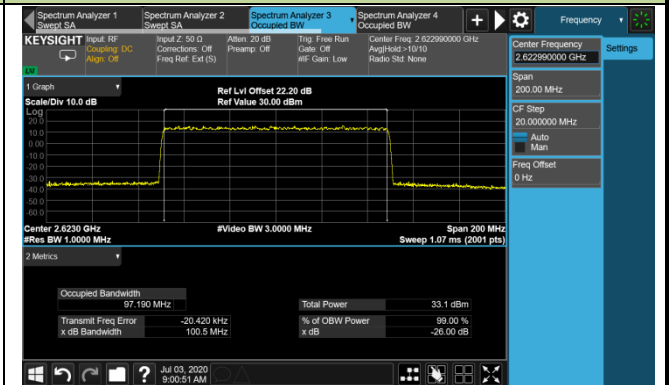 Spectrum Analyzer 1
Swept SA
Spectrum Analyzer 2
Swept SA
Spectrum Analyzer 3
Occupied BW
Spectrum Analyzer 4
Occupied BW
Frequency
KEYSIGHT
Input: RF
Coupling: DC
Align: Off
Input Z: 50 Ω
Corrections: Off
Freq Ref: Ext (S)
Atten: 20 dB
Preamp: Off
Trig: Free Run
Gate: Off
#IF Gain: Low
Center Freq: 2.622990000 GHz
Avg|Hold:>10/10
Radio Std: None
Center Frequency
2.622990000 GHz
Settings
Span
200.00 MHz
CF Step
20.000000 MHz
Auto
Man
Freq Offset
0 Hz
1 Graph
Scale/Div 10.0 dB
Ref Lvl Offset 22.20 dB
Ref Value 30.00 dBm
Log
20.0
10.0
0.00
-10.0
-20.0
-30.0
-40.0
-50.0
-60.0
Center 2.6230 GHz
#Res BW 1.0000 MHz
#Video BW 3.0000 MHz
Span 200 MHz
Sweep 1.07 ms (2001 pts)
2 Metrics
Occupied Bandwidth
97.190 MHz
Total Power
33.1 dBm
Transmit Freq Error
-20.420 kHz
% of OBW Power
99.00 %
x dB Bandwidth
100.5 MHz
x dB
-26.00 dB
Jul 03, 2020
9:00:51 AM